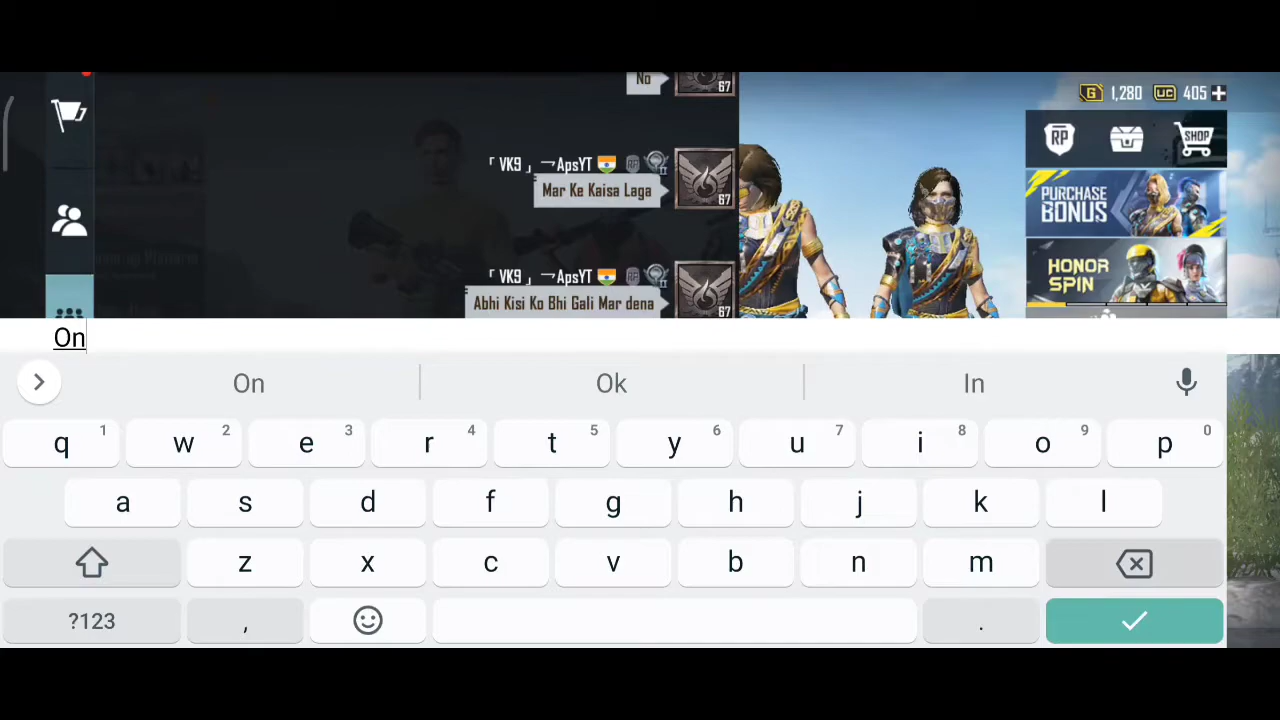 No
67
G 1,280 UC 405 +
「 VK9 」 一ApsYT
RP
SHOP
Mar Ke Kaisa Laga
67
PURCHASE
BONUS
「 VK9 」 一ApsYT
HONOR
SPIN
Abhi Kisi Ko Bhi Gali Mar dena
67
On
On Ok In
q 1 w 2 e 3 r 4 t 5 y 6 u 7 i 8 o 9 p 0
a s d f g h j k l
z x c v b n m
?123 , .